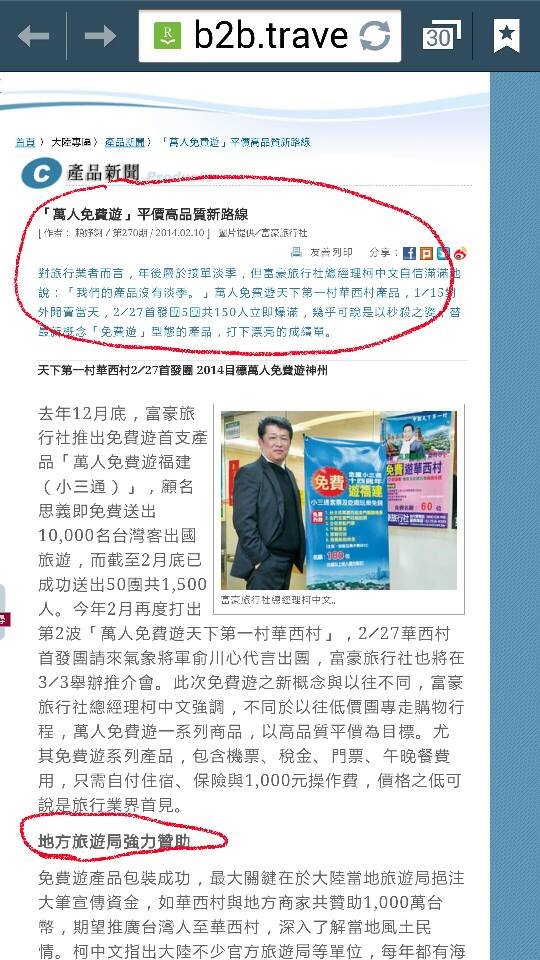 b2b.trave
30
首頁 〉 大陸專區 〉 產品新聞 〉 「萬人免費遊」平價高品質新路線
C 產品新聞
「萬人免費遊」平價高品質新路線
[ 作者： 賴妤 / 第270期 / 2014.02.10 ] 圖片提供/富豪旅行社
友善列印 分享：
對旅行業者而言，年後屬於接單淡季，但富豪旅行社總經理柯中文自信滿滿地
說：「我們的產品沒有淡季。」萬人免費遊天下第一村華西村產品，1/15對
外開賣當天，2/27首發團5團共150人立即爆滿，幾乎可說是以秒殺之姿，替
最新概念「免費遊」型態的產品，打下漂亮的成績單。
天下第一村華西村2/27首發團 2014目標萬人免費遊神州
去年12月底，富豪旅
行社推出免費遊首支產
品「萬人免費遊福建
（小三通）」，顧名
思義即免費送出
10,000名台灣客出國
旅遊，而截至2月底已
成功送出50團共1,500
人。今年2月再度打出
免費 遊福建
小三通
免費遊華西村
60
富豪旅行社總經理柯中文。
第2波「萬人免費遊天下第一村華西村」，2/27華西村
首發團請來氣象將軍俞川心代言出團，富豪旅行社也將在
3/3舉辦推介會。此次免費遊之新概念與以往不同，富豪
旅行社總經理柯中文強調，不同於以往低價團專走購物行
程，萬人免費遊一系列商品，以高品質平價為目標。尤
其免費遊系列產品，包含機票、稅金、門票、午晚餐費
用，只需自付住宿、保險與1,000元操作費，價格之低可
說是旅行業界首見。
地方旅遊局強力贊助
免費遊產品包裝成功，最大關鍵在於大陸當地旅遊局挹注
大筆宣傳資金，如華西村與地方商家共贊助1,000萬台
幣，期望推廣台灣人至華西村，深入了解當地風土民
情。柯中文指出大陸不少官方旅遊局等單位，每年都有海